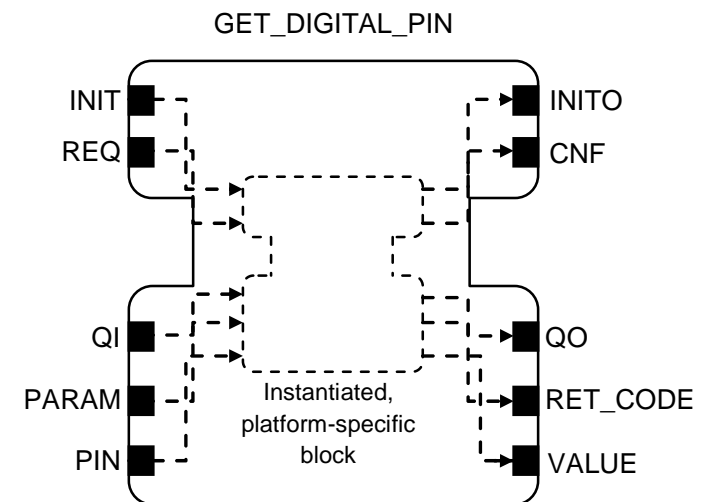 GET_DIGITAL_PIN
INIT
INITO
REQ
CNF
QI
QO
PARAM
RET_CODE
PIN
VALUE
Instantiated,
platform-specific
block